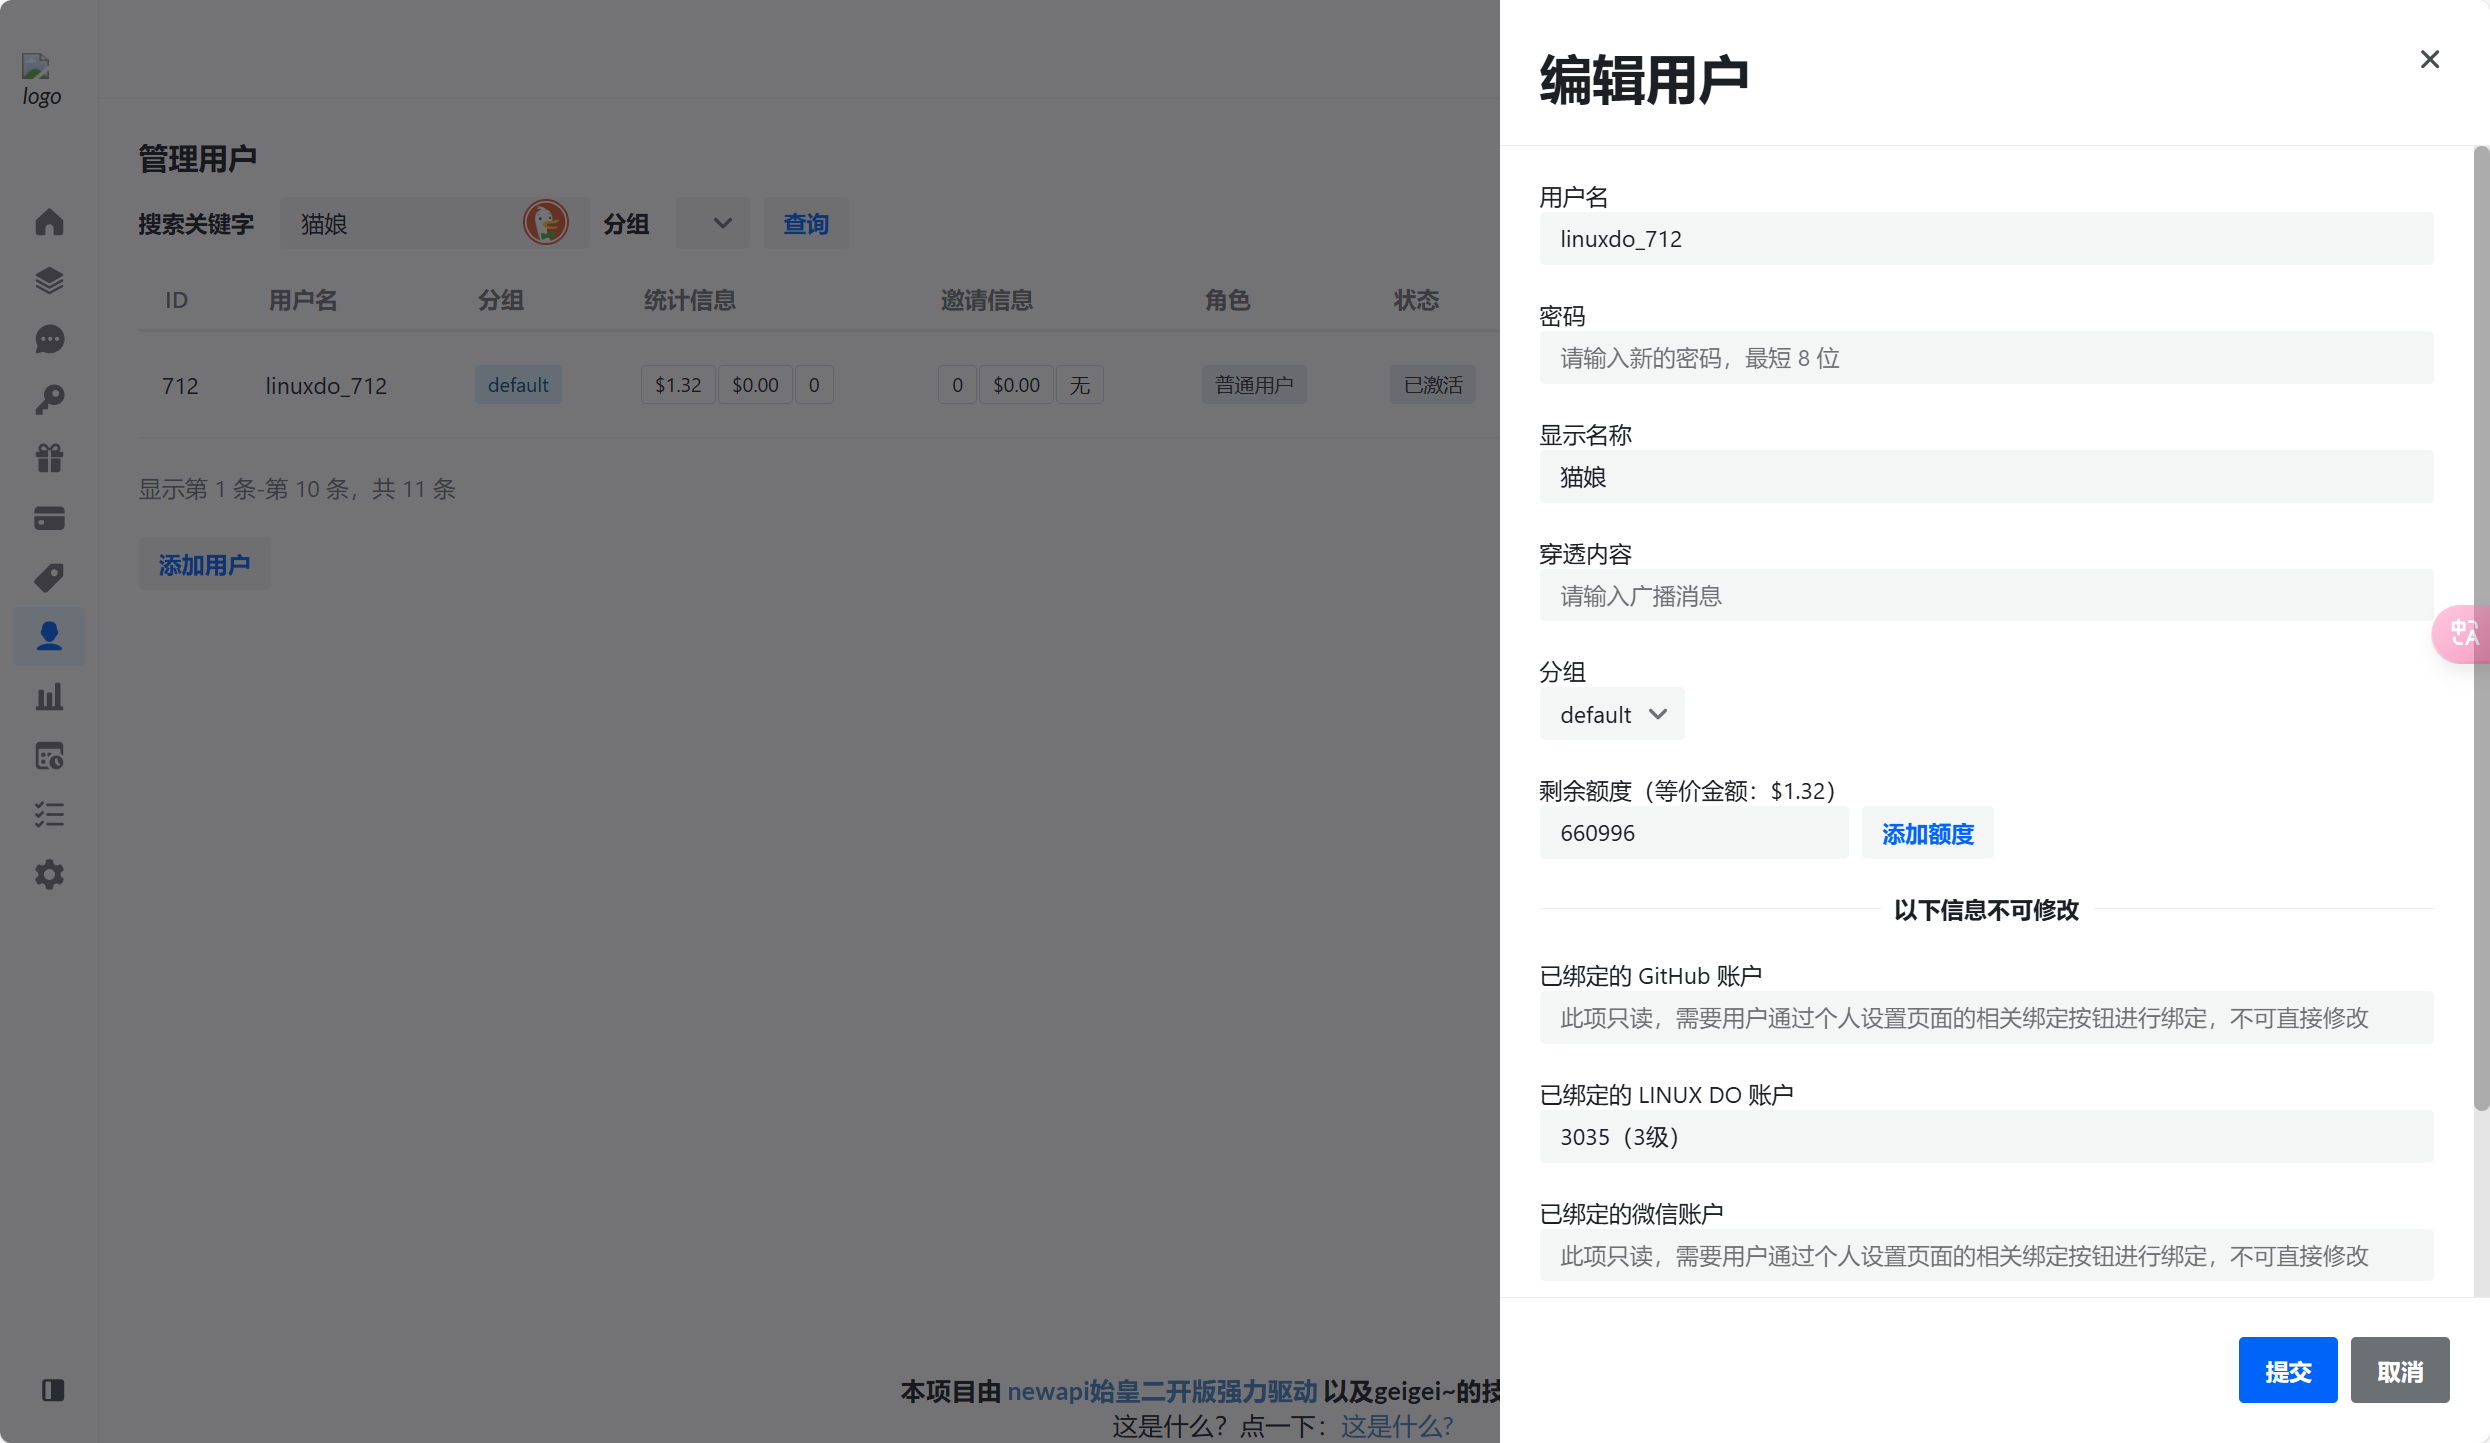 logo
管理用户
搜索关键字 猫娘 分组 查询
ID 用户名 分组 统计信息 邀请信息 角色 状态
712 linuxdo_712 default $1.32 $0.00 0 0 $0.00 无 普通用户 已激活
显示第 1 条-第 10 条，共 11 条
添加用户
本项目由 newapi始皇二开版强力驱动 以及geigei~的技
这是什么？点一下：这是什么?
编辑用户
用户名
linuxdo_712
密码
请输入新的密码，最短 8 位
显示名称
猫娘
穿透内容
请输入广播消息
分组
default
剩余额度（等价金额：$1.32）
660996 添加额度
以下信息不可修改
已绑定的 GitHub 账户
此项只读，需要用户通过个人设置页面的相关绑定按钮进行绑定，不可直接修改
已绑定的 LINUX DO 账户
3035（3级）
已绑定的微信账户
此项只读，需要用户通过个人设置页面的相关绑定按钮进行绑定，不可直接修改
提交 取消
中A